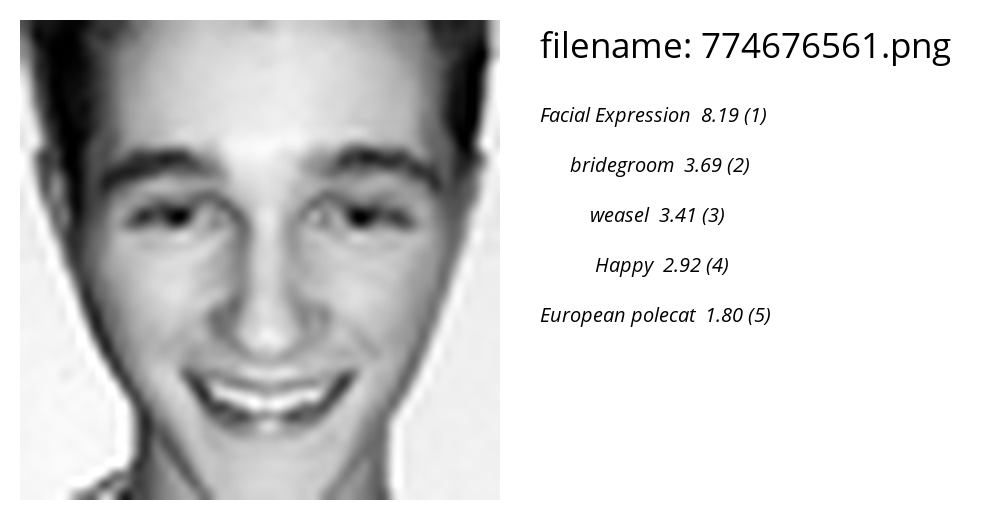 filename: 774676561.png
Facial Expression 8.19 (1)
bridegroom 3.69 (2)
weasel 3.41 (3)
Happy 2.92 (4)
European polecat 1.80 (5)